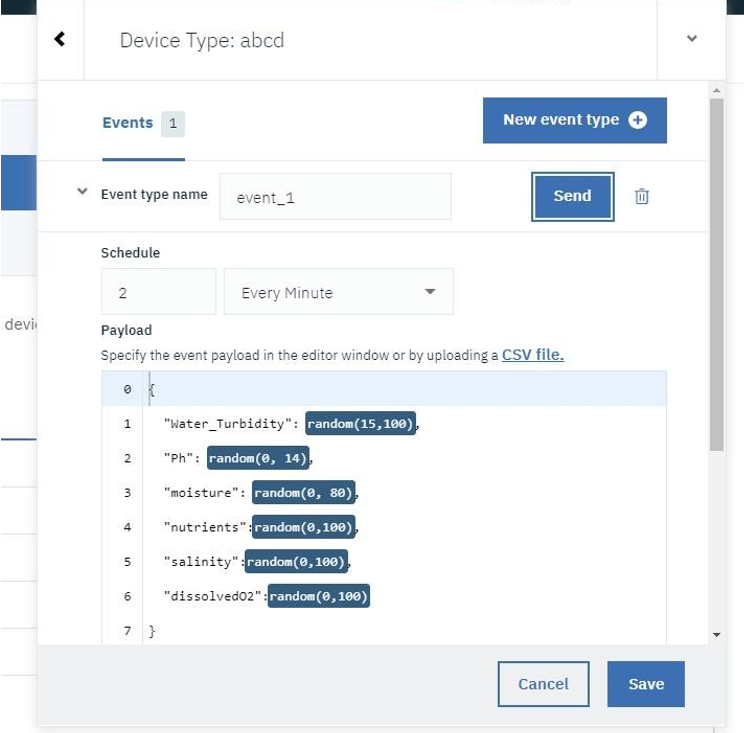 Device Type: abcd
Events 1
New event type
Event type name event_1 Send
Schedule
2 Every Minute
devi
Payload
Specify the event payload in the editor window or by uploading a CSV file.
0 {
1 "Water_Turbidity": random(15,100),
2 "Ph": random(0, 14),
3 "moisture": random(0, 80),
4 "nutrients":random(0,100),
5 "salinity":random(0,100),
6 "dissolvedO2":random(0,100)
7 }
Cancel Save